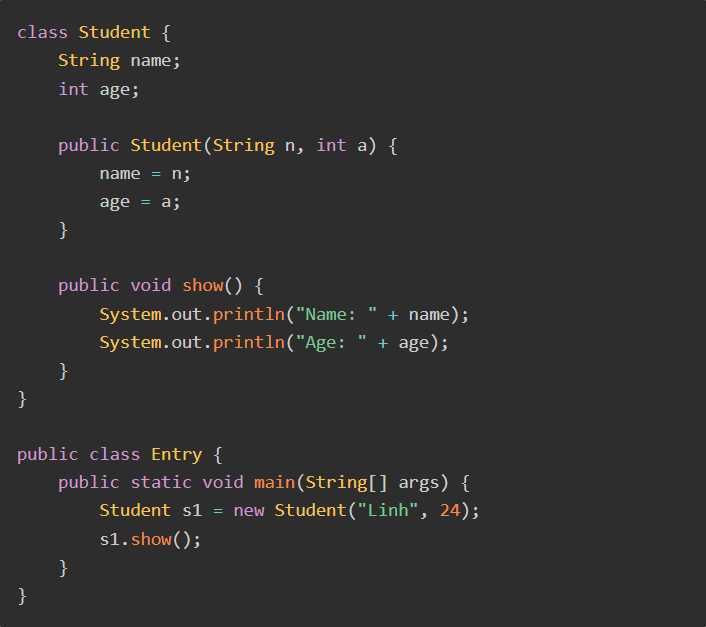 class Student {
    String name;
    int age;

    public Student(String n, int a) {
        name = n;
        age = a;
    }

    public void show() {
        System.out.println("Name: " + name);
        System.out.println("Age: " + age);
    }
}

public class Entry {
    public static void main(String[] args) {
        Student s1 = new Student("Linh", 24);
        s1.show();
    }
}